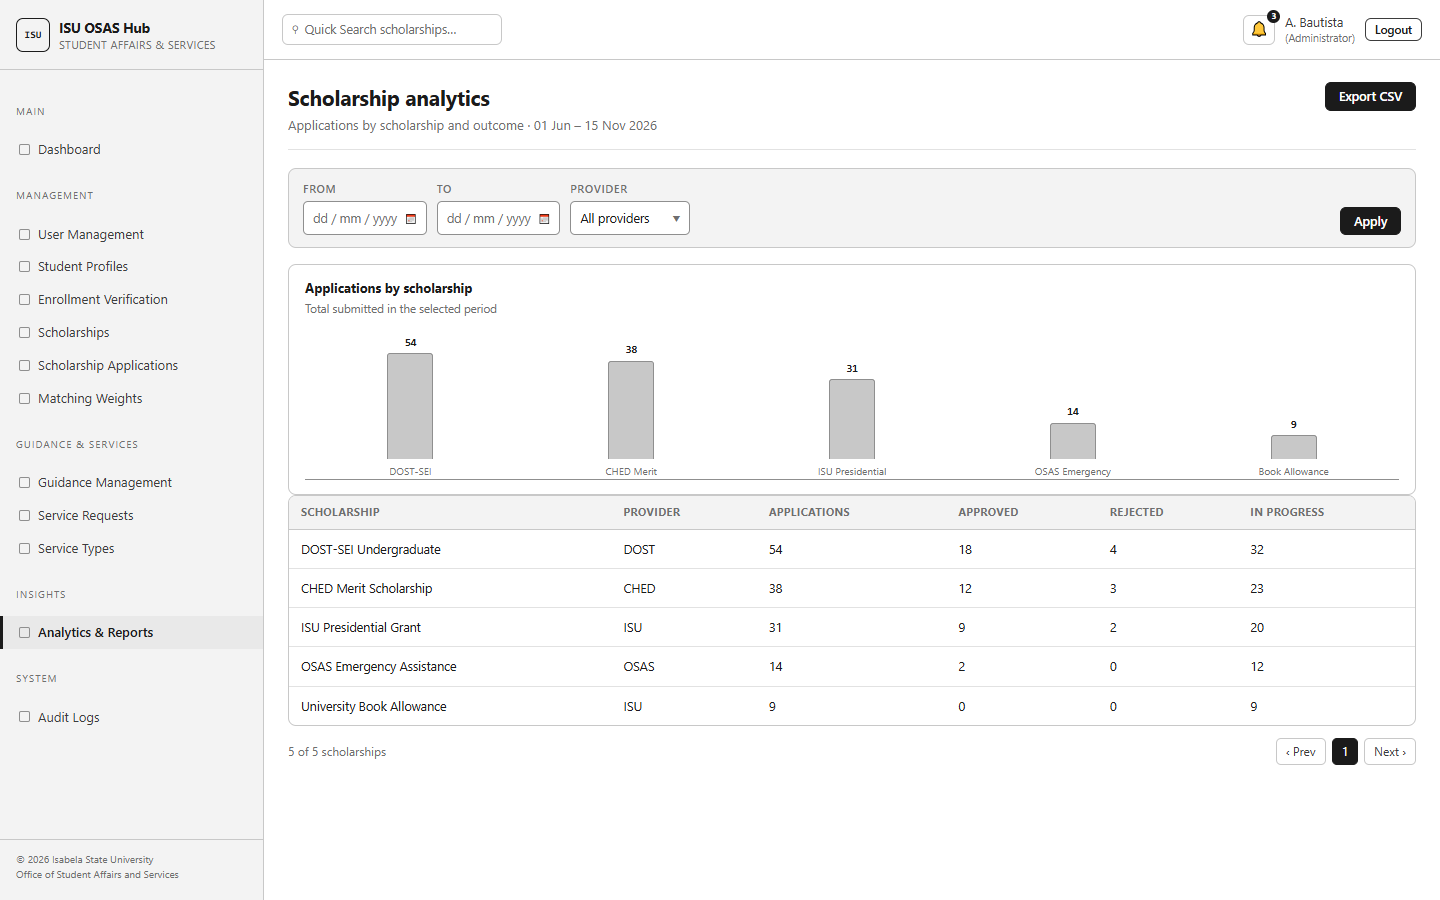 ISU
ISU OSAS Hub
STUDENT AFFAIRS & SERVICES
MAIN
Dashboard
MANAGEMENT
User Management
Student Profiles
Enrollment Verification
Scholarships
Scholarship Applications
Matching Weights
GUIDANCE & SERVICES
Guidance Management
Service Requests
Service Types
INSIGHTS
Analytics & Reports
SYSTEM
Audit Logs
© 2026 Isabela State University
Office of Student Affairs and Services
Quick Search scholarships...
3
A. Bautista
(Administrator)
Logout
Scholarship analytics
Applications by scholarship and outcome · 01 Jun – 15 Nov 2026
Export CSV
FROM TO PROVIDER
dd / mm / yyyy dd / mm / yyyy All providers
Apply
Applications by scholarship
Total submitted in the selected period
54 38 31 14 9
DOST-SEI CHED Merit ISU Presidential OSAS Emergency Book Allowance
SCHOLARSHIP PROVIDER APPLICATIONS APPROVED REJECTED IN PROGRESS
DOST-SEI Undergraduate DOST 54 18 4 32
CHED Merit Scholarship CHED 38 12 3 23
ISU Presidential Grant ISU 31 9 2 20
OSAS Emergency Assistance OSAS 14 2 0 12
University Book Allowance ISU 9 0 0 9
5 of 5 scholarships
‹ Prev 1 Next ›